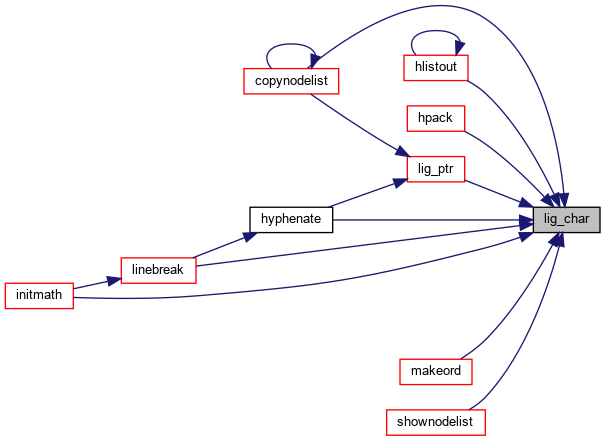 hlistout
copynodelist
hpack
lig_ptr
lig_char
hyphenate
linebreak
initmath
makeord
shownodelist